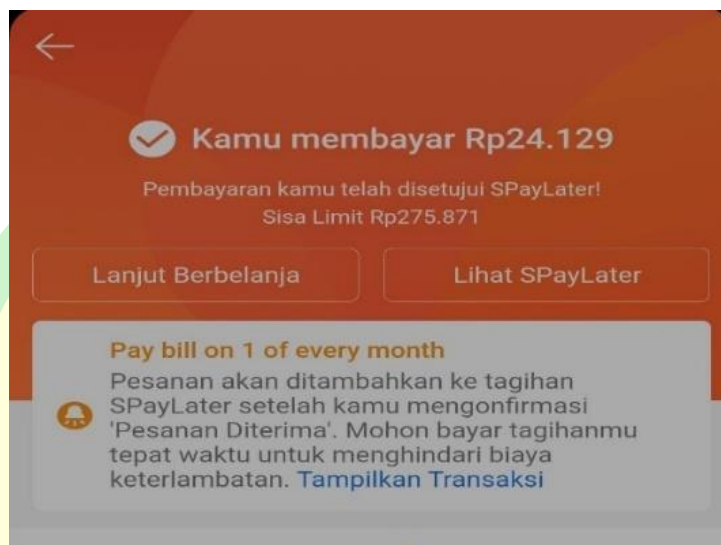 Kamu membayar Rp24.129
Pembayaran kamu telah disetujui SPayLater!
Sisa Limit Rp275.871
Lanjut Berbelanja
Lihat SPayLater
Pay bill on 1 of every month
Pesanan akan ditambahkan ke tagihan
SPayLater setelah kamu mengonfirmasi
'Pesanan Diterima'. Mohon bayar tagihanmu
tepat waktu untuk menghindari biaya
keterlambatan. Tampilkan Transaksi